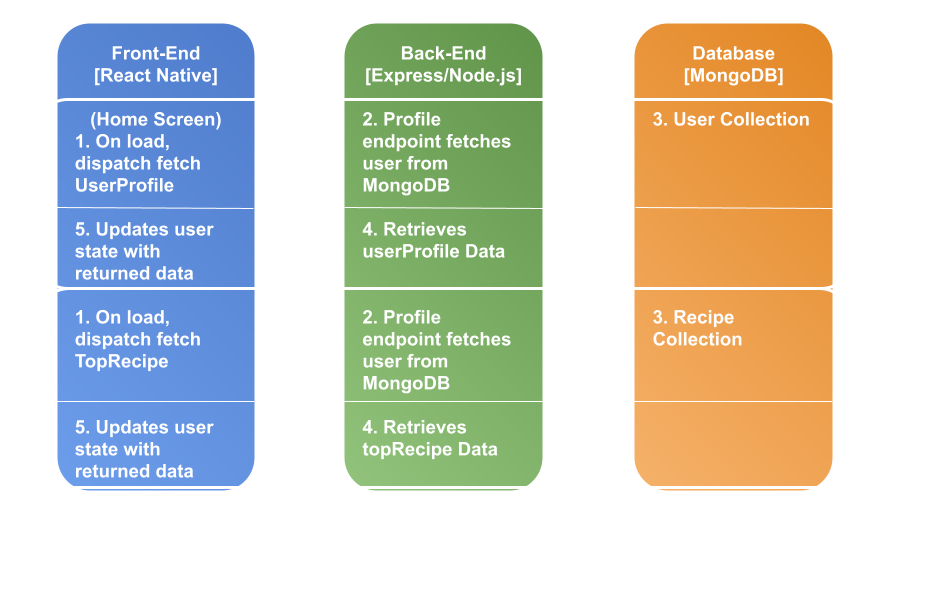 Front-End
[React Native]
(Home Screen)
1. On load,
dispatch fetch
UserProfile
5. Updates user
state with
returned data
1. On load,
dispatch fetch
TopRecipe
5. Updates user
state with
returned data
Back-End
[Express/Node.js]
2. Profile
endpoint fetches
user from
MongoDB
4. Retrieves
userProfile Data
2. Profile
endpoint fetches
user from
MongoDB
4. Retrieves
topRecipe Data
Database
[MongoDB]
3. User Collection
3. Recipe
Collection